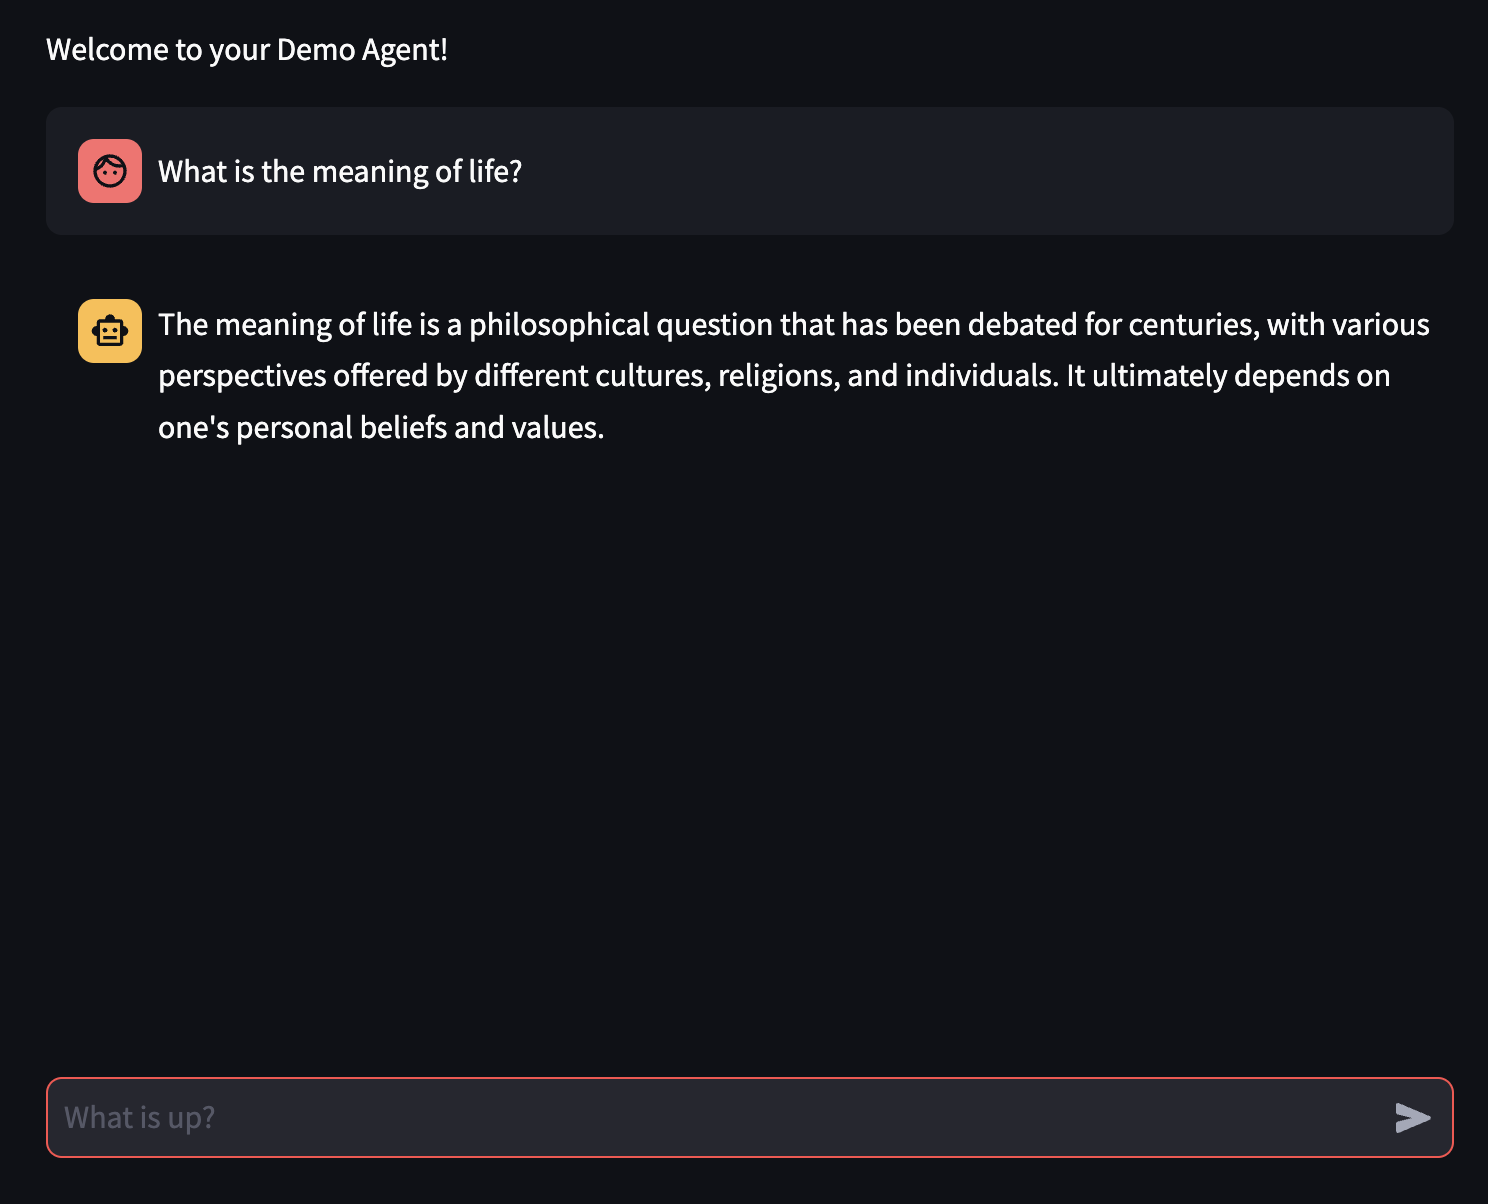 Welcome to your Demo Agent!
What is the meaning of life?
The meaning of life is a philosophical question that has been debated for centuries, with various
perspectives offered by different cultures, religions, and individuals. It ultimately depends on
one's personal beliefs and values.
What is up?